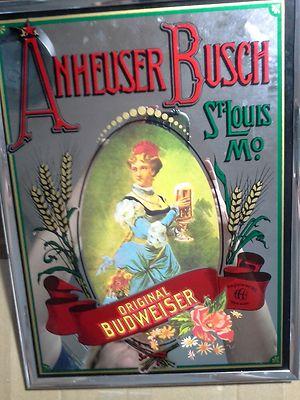 ANHEUSER BUSCH
ST. LOUIS
MO.
ORIGINAL
BUDWEISER